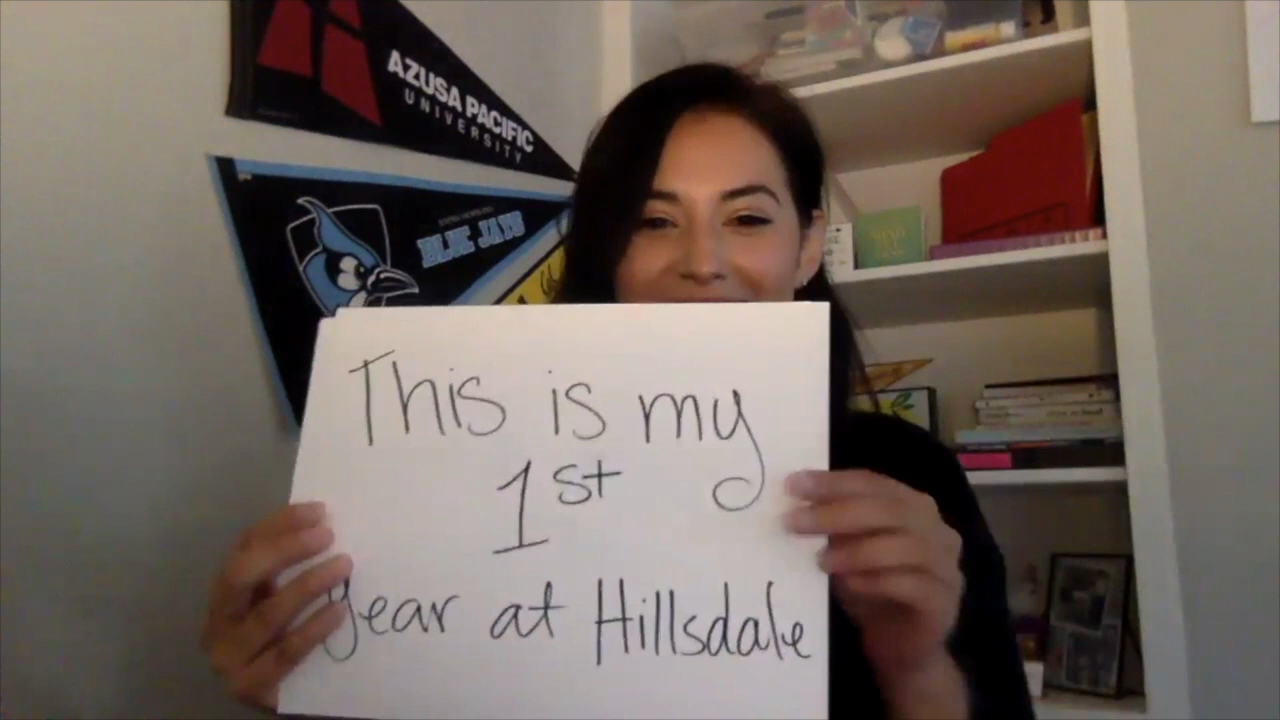 AZUSA PACIFIC
UNIVERSITY
BLUE JAYS
This is my
1st
year at Hillsdale